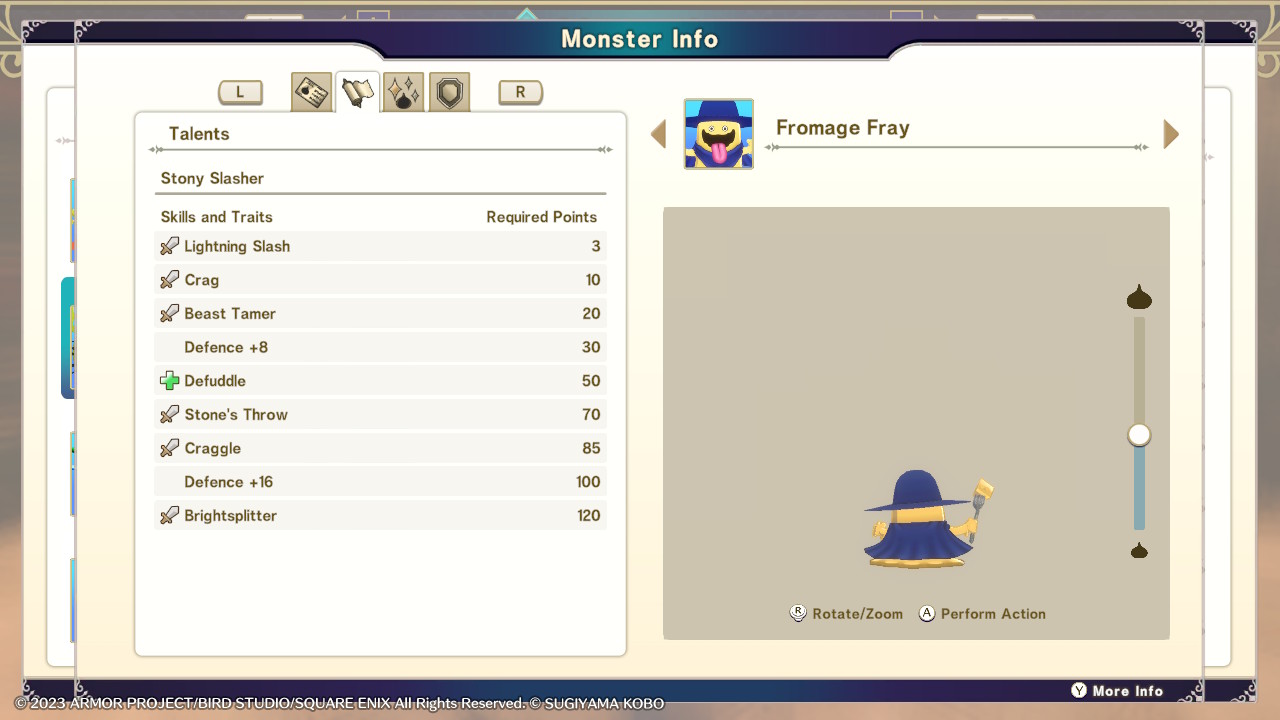 Monster Info
L
R
Talents
Stony Slasher
Skills and Traits Required Points
Lightning Slash 3
Crag 10
Beast Tamer 20
Defence +8 30
Defuddle 50
Stone's Throw 70
Craggle 85
Defence +16 100
Brightsplitter 120
Fromage Fray
R Rotate/Zoom A Perform Action
Y More Info
© 2023 ARMOR PROJECT/BIRD STUDIO/SQUARE ENIX All Rights Reserved. © SUGIYAMA KOBO